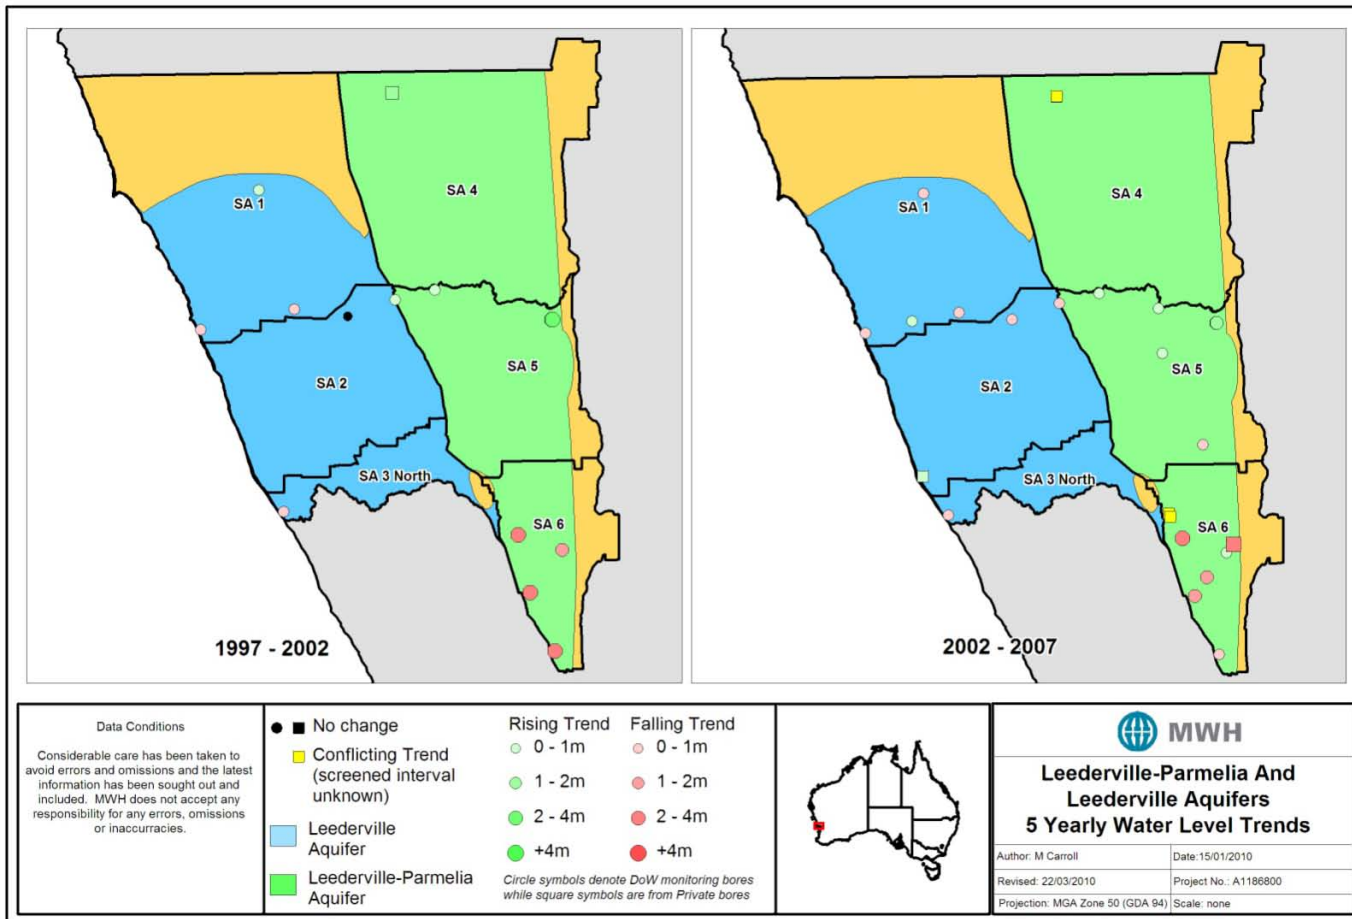 SA 4
SA 1
SA 5
SA 2
SA 3 North
SA 6
1997 - 2002
SA 4
SA 1
SA 5
SA 2
SA 3 North
SA 6
2002 - 2007
Data Conditions
Considerable care has been taken to
avoid errors and omissions and the latest
information has been sought out and
included. MWH does not accept any
responsibility for any errors, omissions
or inaccurracies.
No change
Conflicting Trend
(screened interval
unknown)
Leederville
Aquifer
Leederville-Parmelia
Aquifer
Rising Trend
0 - 1m
1 - 2m
2 - 4m
+4m
Falling Trend
0 - 1m
1 - 2m
2 - 4m
+4m
Circle symbols denote DoW monitoring bores
while square symbols are from Private bores
MWH
Leederville-Parmelia And
Leederville Aquifers
5 Yearly Water Level Trends
Author: M Carroll
Date:15/01/2010
Revised: 22/03/2010
Project No.: A1186800
Projection: MGA Zone 50 (GDA 94)
Scale: none